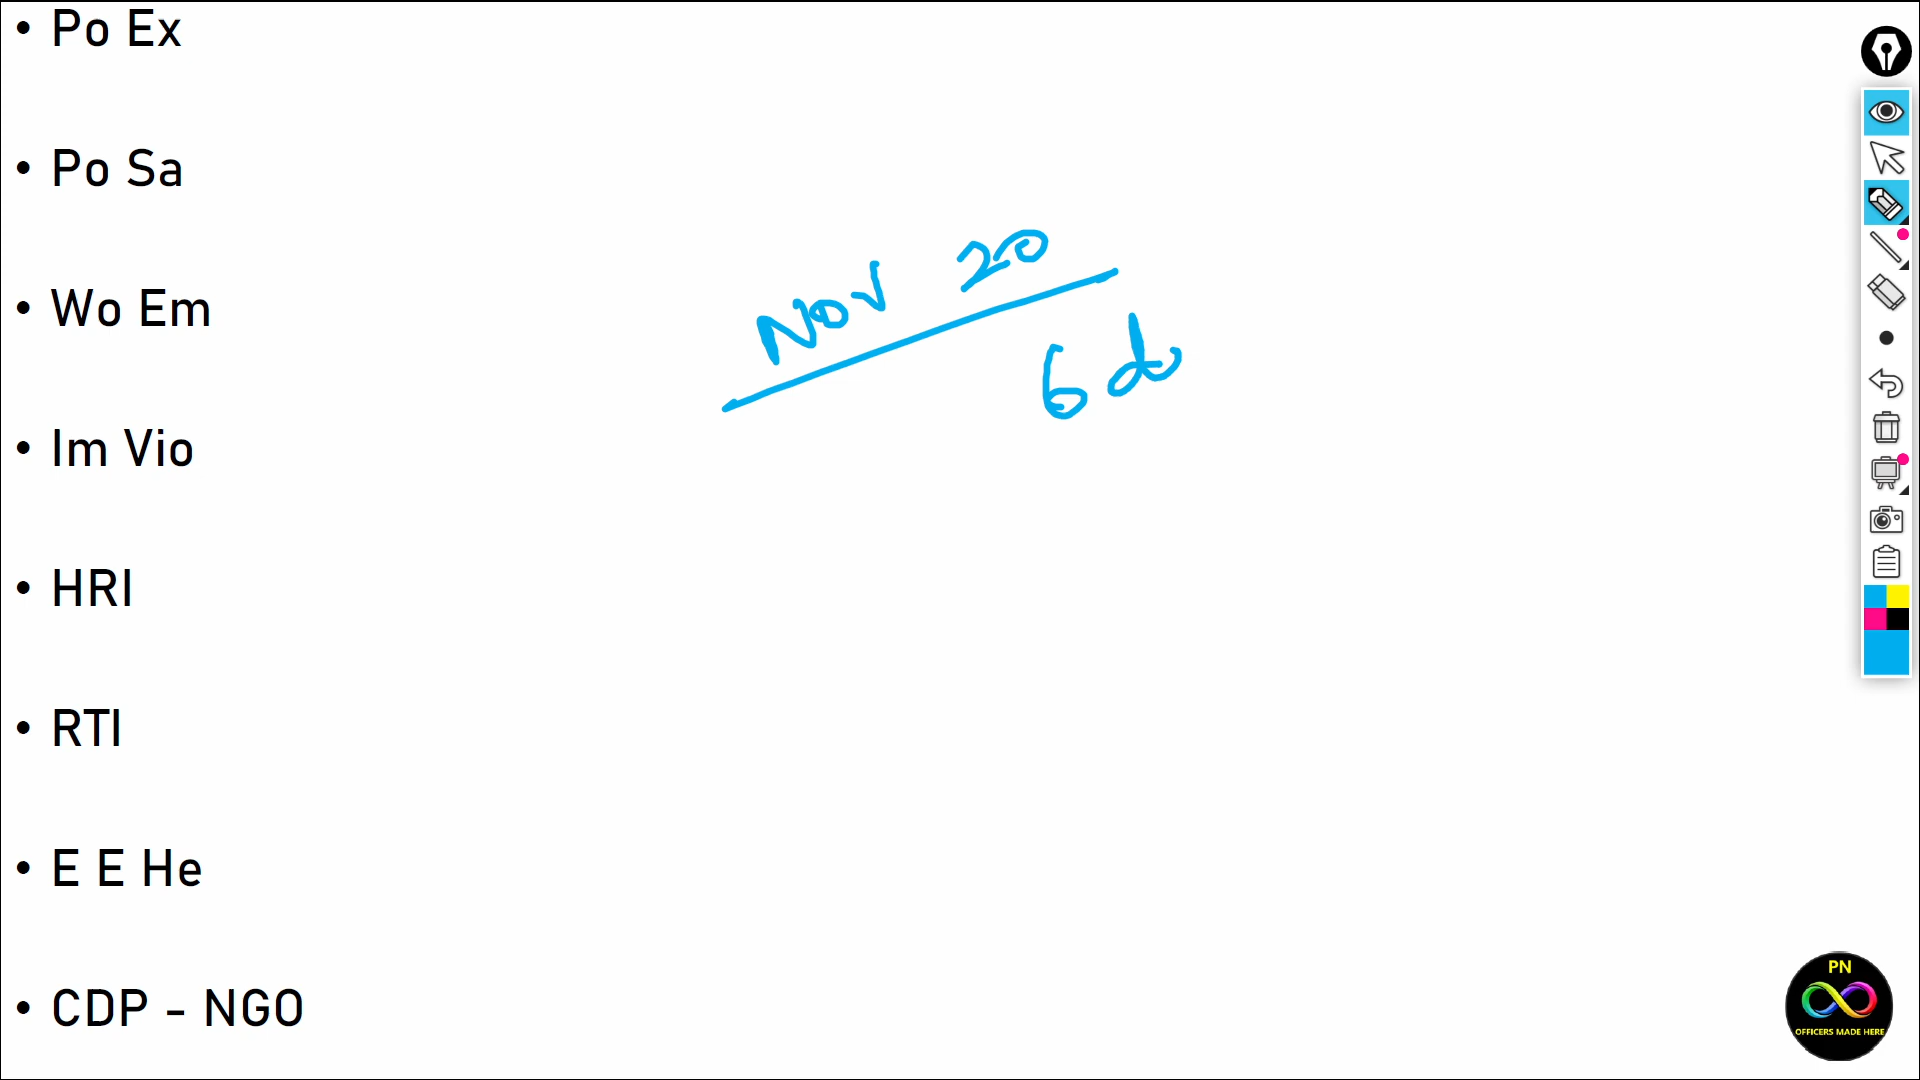 • Po Ex
• Po Sa
• Wo Em
• Im Vio
• HRI
• RTI
• E E He
• CDP - NGO
Nov 20
6
PN
OFFICERS MADE HERE